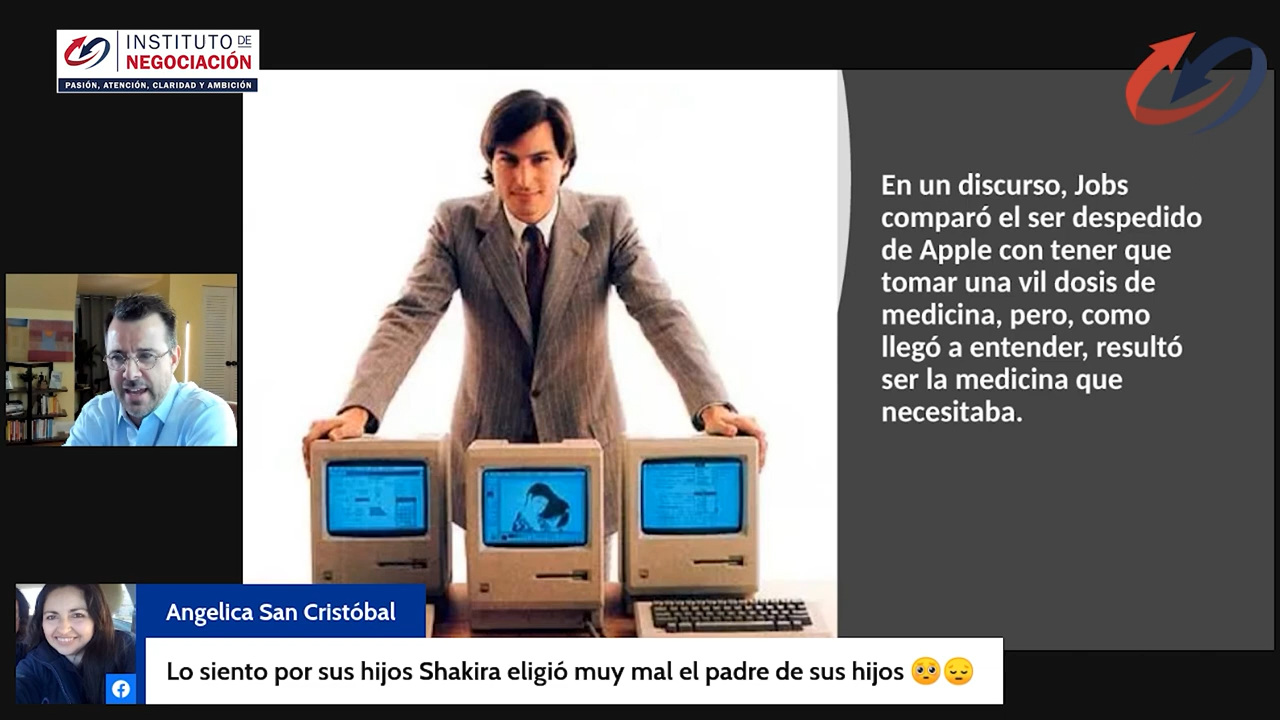 INSTITUTO DE
NEGOCIACIÓN
PASIÓN, ATENCIÓN, CLARIDAD Y AMBICIÓN
En un discurso, Jobs
comparó el ser despedido
de Apple con tener que
tomar una vil dosis de
medicina, pero, como
llegó a entender, resultó
ser la medicina que
necesitaba.
Angelica San Cristóbal
Lo siento por sus hijos Shakira eligió muy mal el padre de sus hijos 🥺😔